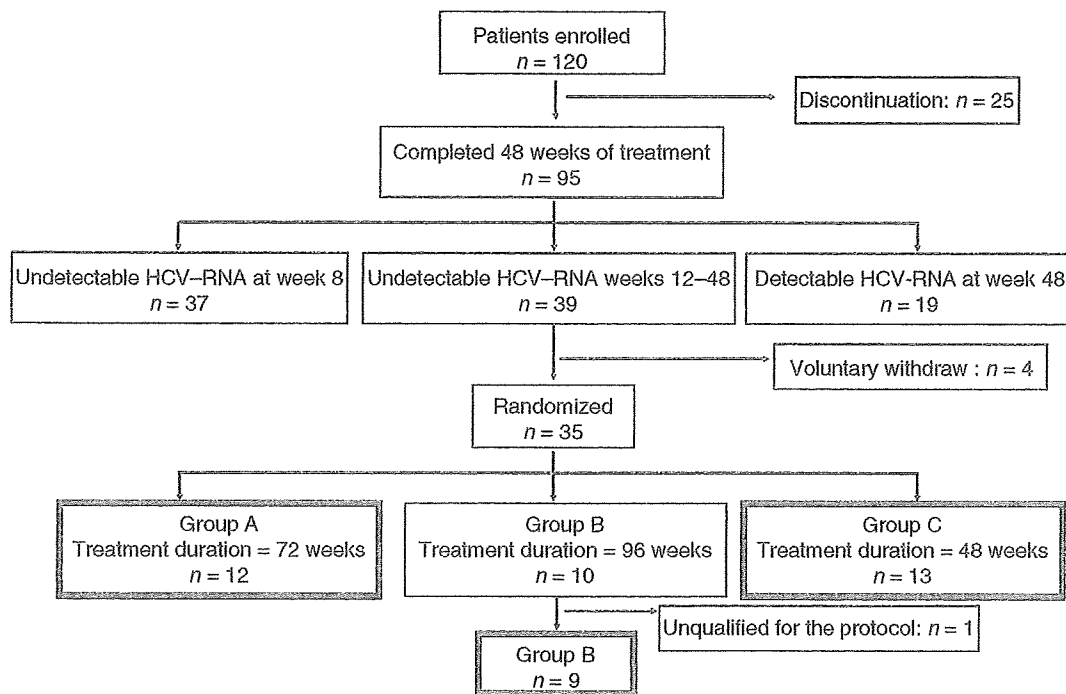 Patients enrolled
n = 120
Discontinuation: n = 25
Completed 48 weeks of treatment
n = 95
Undetectable HCV–RNA at week 8
n = 37
Undetectable HCV–RNA weeks 12–48
n = 39
Detectable HCV-RNA at week 48
n = 19
Voluntary withdraw : n = 4
Randomized
n = 35
Group A
Treatment duration = 72 weeks
n = 12
Group B
Treatment duration = 96 weeks
n = 10
Group C
Treatment duration = 48 weeks
n = 13
Unqualified for the protocol: n = 1
Group B
n = 9